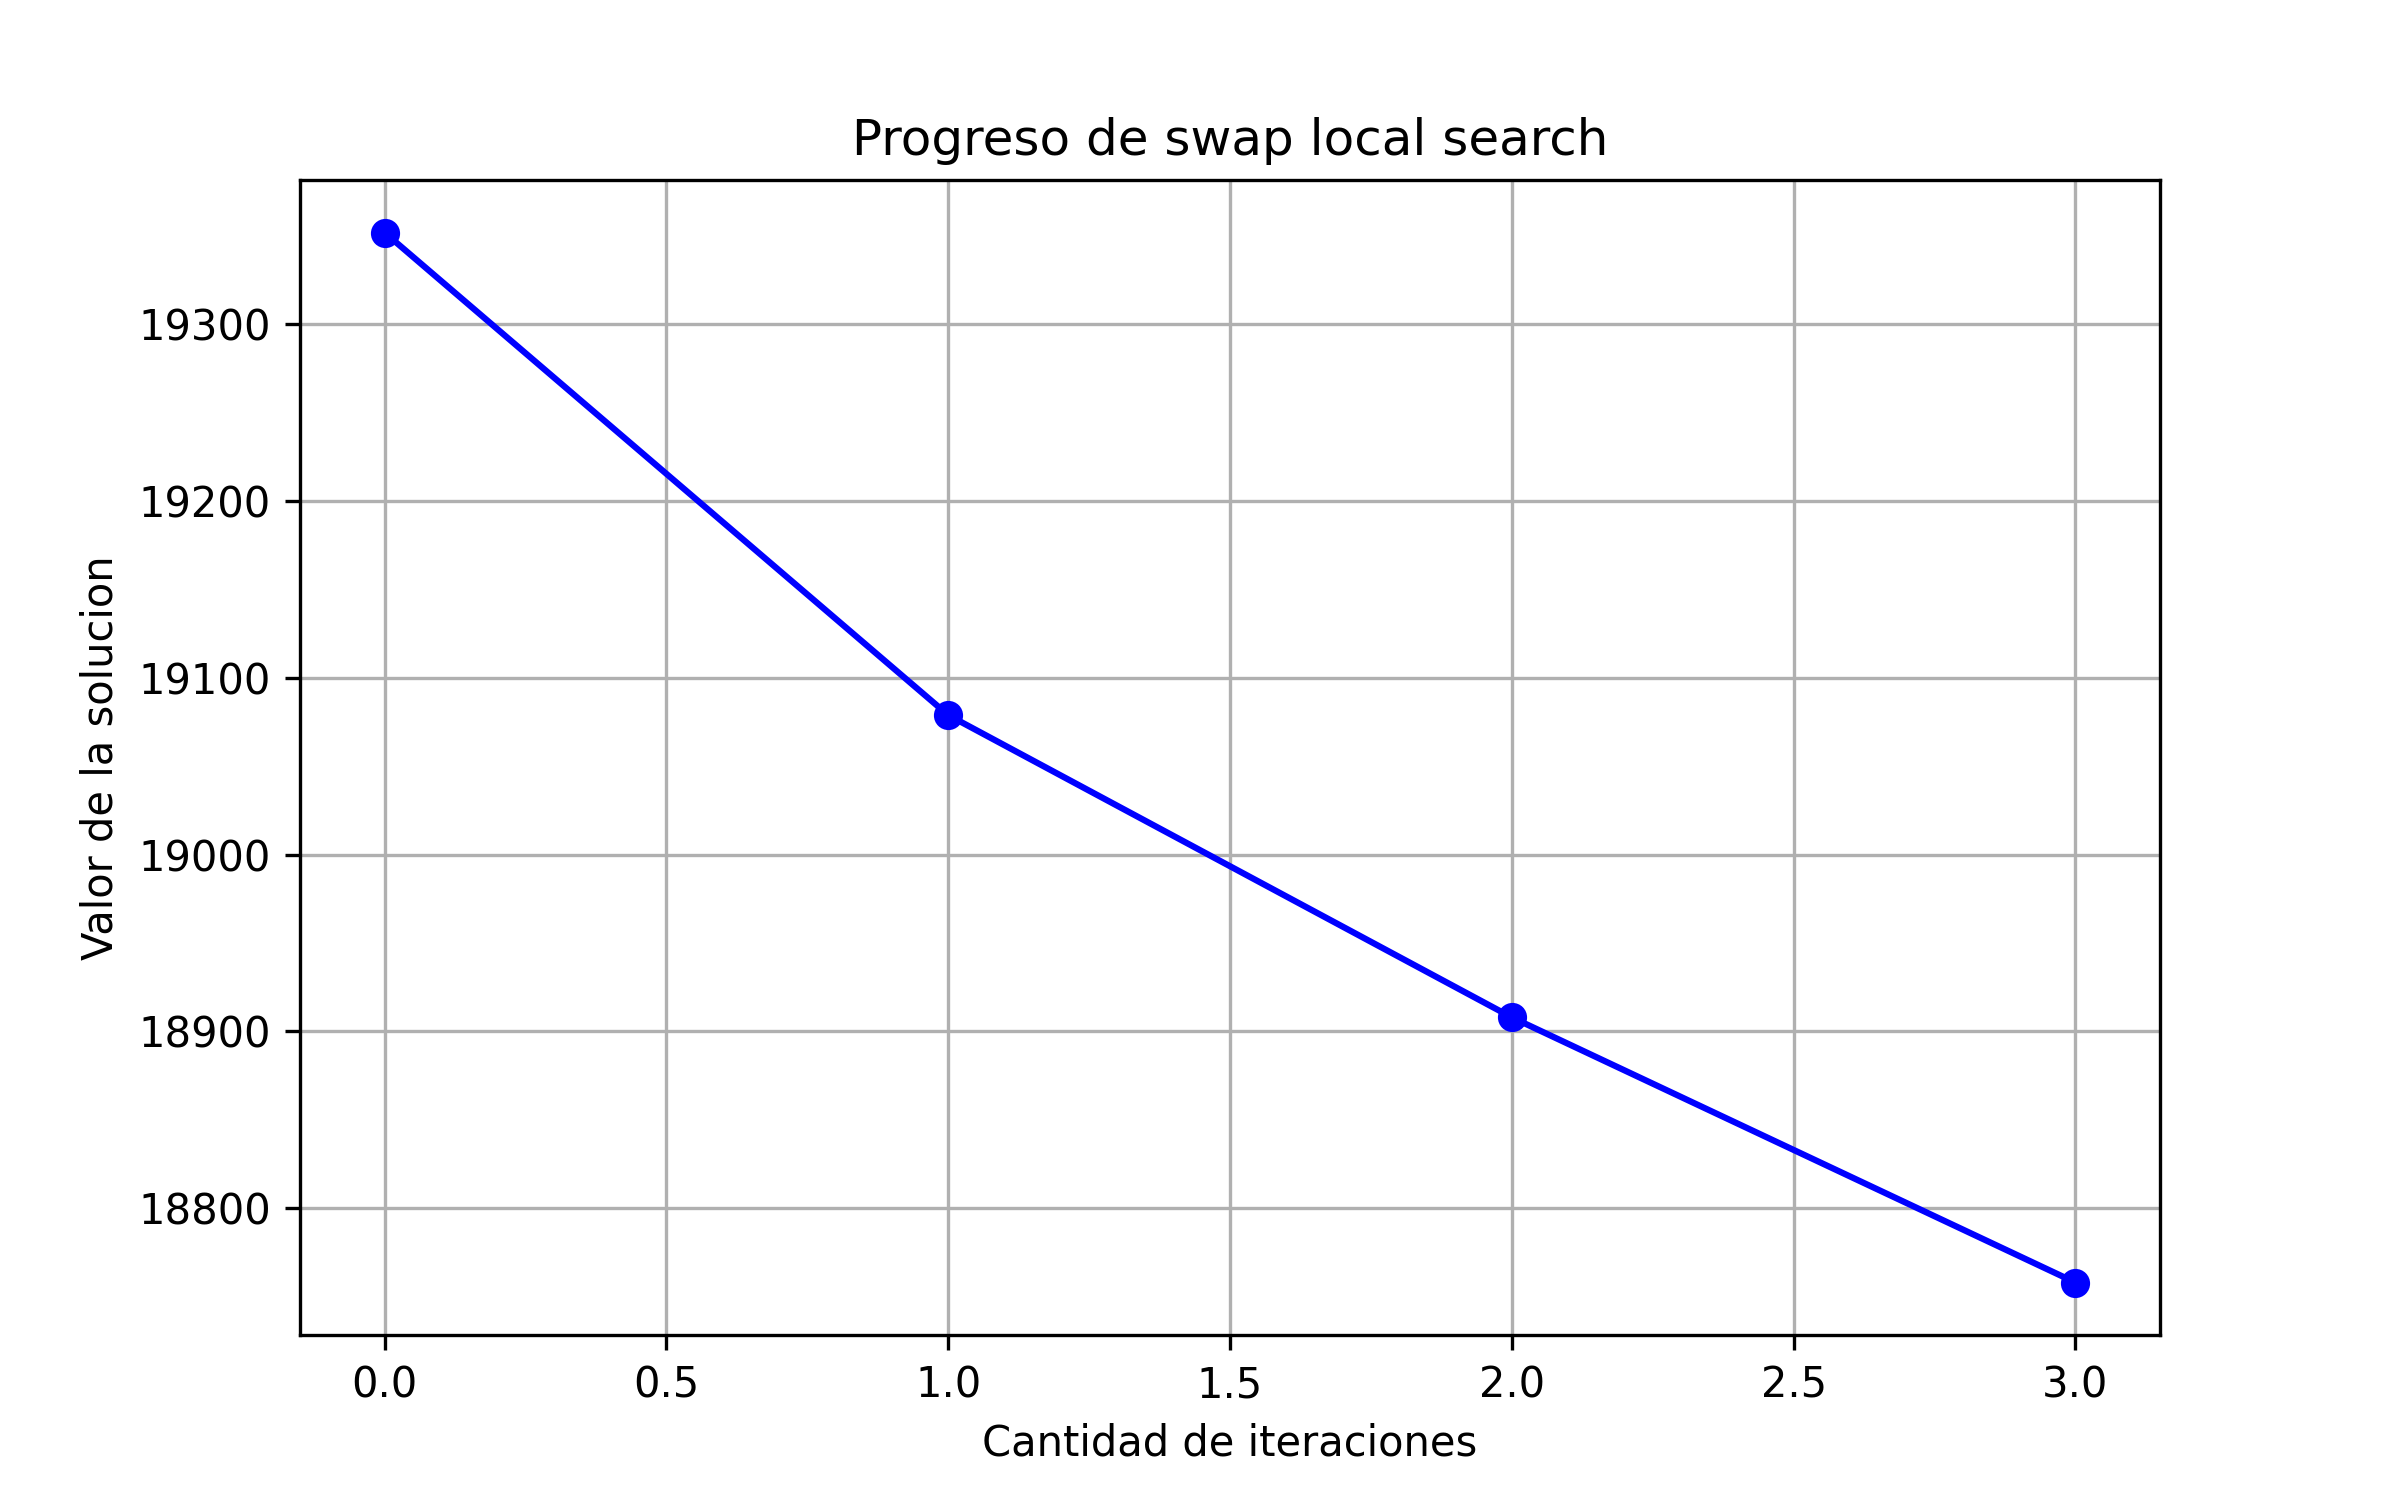 Progreso de swap local search
Valor de la solucion
19300
19200
19100
19000
18900
18800
0.0 0.5 1.0 1.5 2.0 2.5 3.0
Cantidad de iteraciones